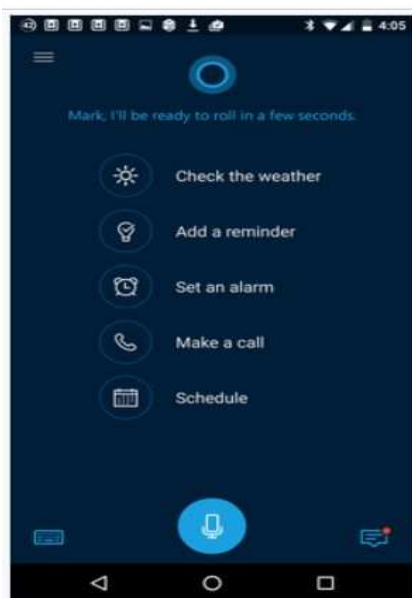 4:05
Mark, I'll be ready to roll in a few seconds.
Check the weather
Add a reminder
Set an alarm
Make a call
Schedule